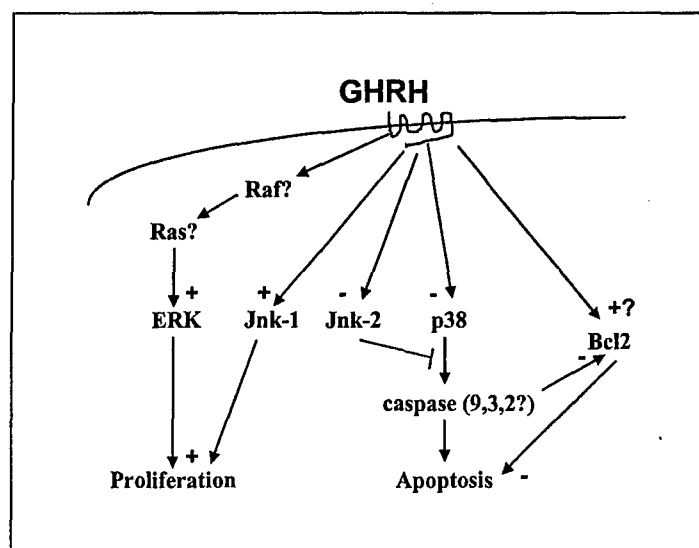 GHRH
Raf?
Ras?
+ + - - +?
ERK Jnk-1 Jnk-2 p38
Bcl2
-
caspase (9,3,2?)
+
Proliferation Apoptosis -